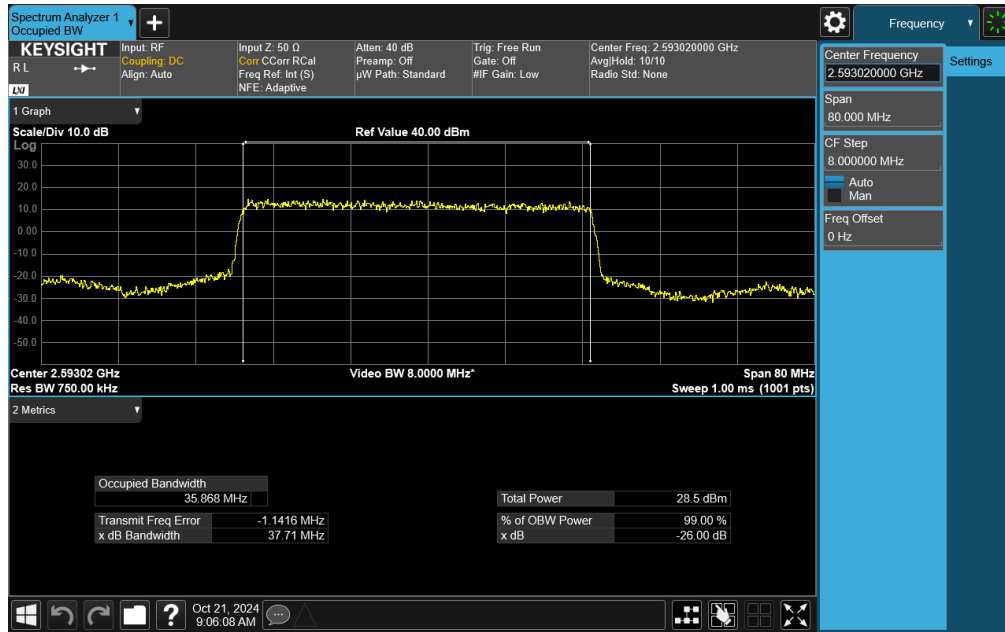 Spectrum Analyzer 1
Occupied BW
Frequency
KEYSIGHT
R L
LXI
Input: RF
Coupling: DC
Align: Auto
Input Z: 50 Ω
Corr CCorr RCal
Freq Ref: Int (S)
NFE: Adaptive
Atten: 40 dB
Preamp: Off
µW Path: Standard
Trig: Free Run
Gate: Off
#IF Gain: Low
Center Freq: 2.593020000 GHz
Avg|Hold: 10/10
Radio Std: None
Center Frequency
2.593020000 GHz
Settings
Span
80.000 MHz
CF Step
8.000000 MHz
Auto
Man
Freq Offset
0 Hz
1 Graph
Scale/Div 10.0 dB
Ref Value 40.00 dBm
Log
30.0
20.0
10.0
0.00
-10.0
-20.0
-30.0
-40.0
-50.0
Center 2.59302 GHz
Video BW 8.0000 MHz*
Span 80 MHz
Res BW 750.00 kHz
Sweep 1.00 ms (1001 pts)
2 Metrics
Occupied Bandwidth
35.868 MHz
Total Power 28.5 dBm
Transmit Freq Error -1.1416 MHz
% of OBW Power 99.00 %
x dB Bandwidth 37.71 MHz
x dB -26.00 dB
?
Oct 21, 2024
9:06:08 AM